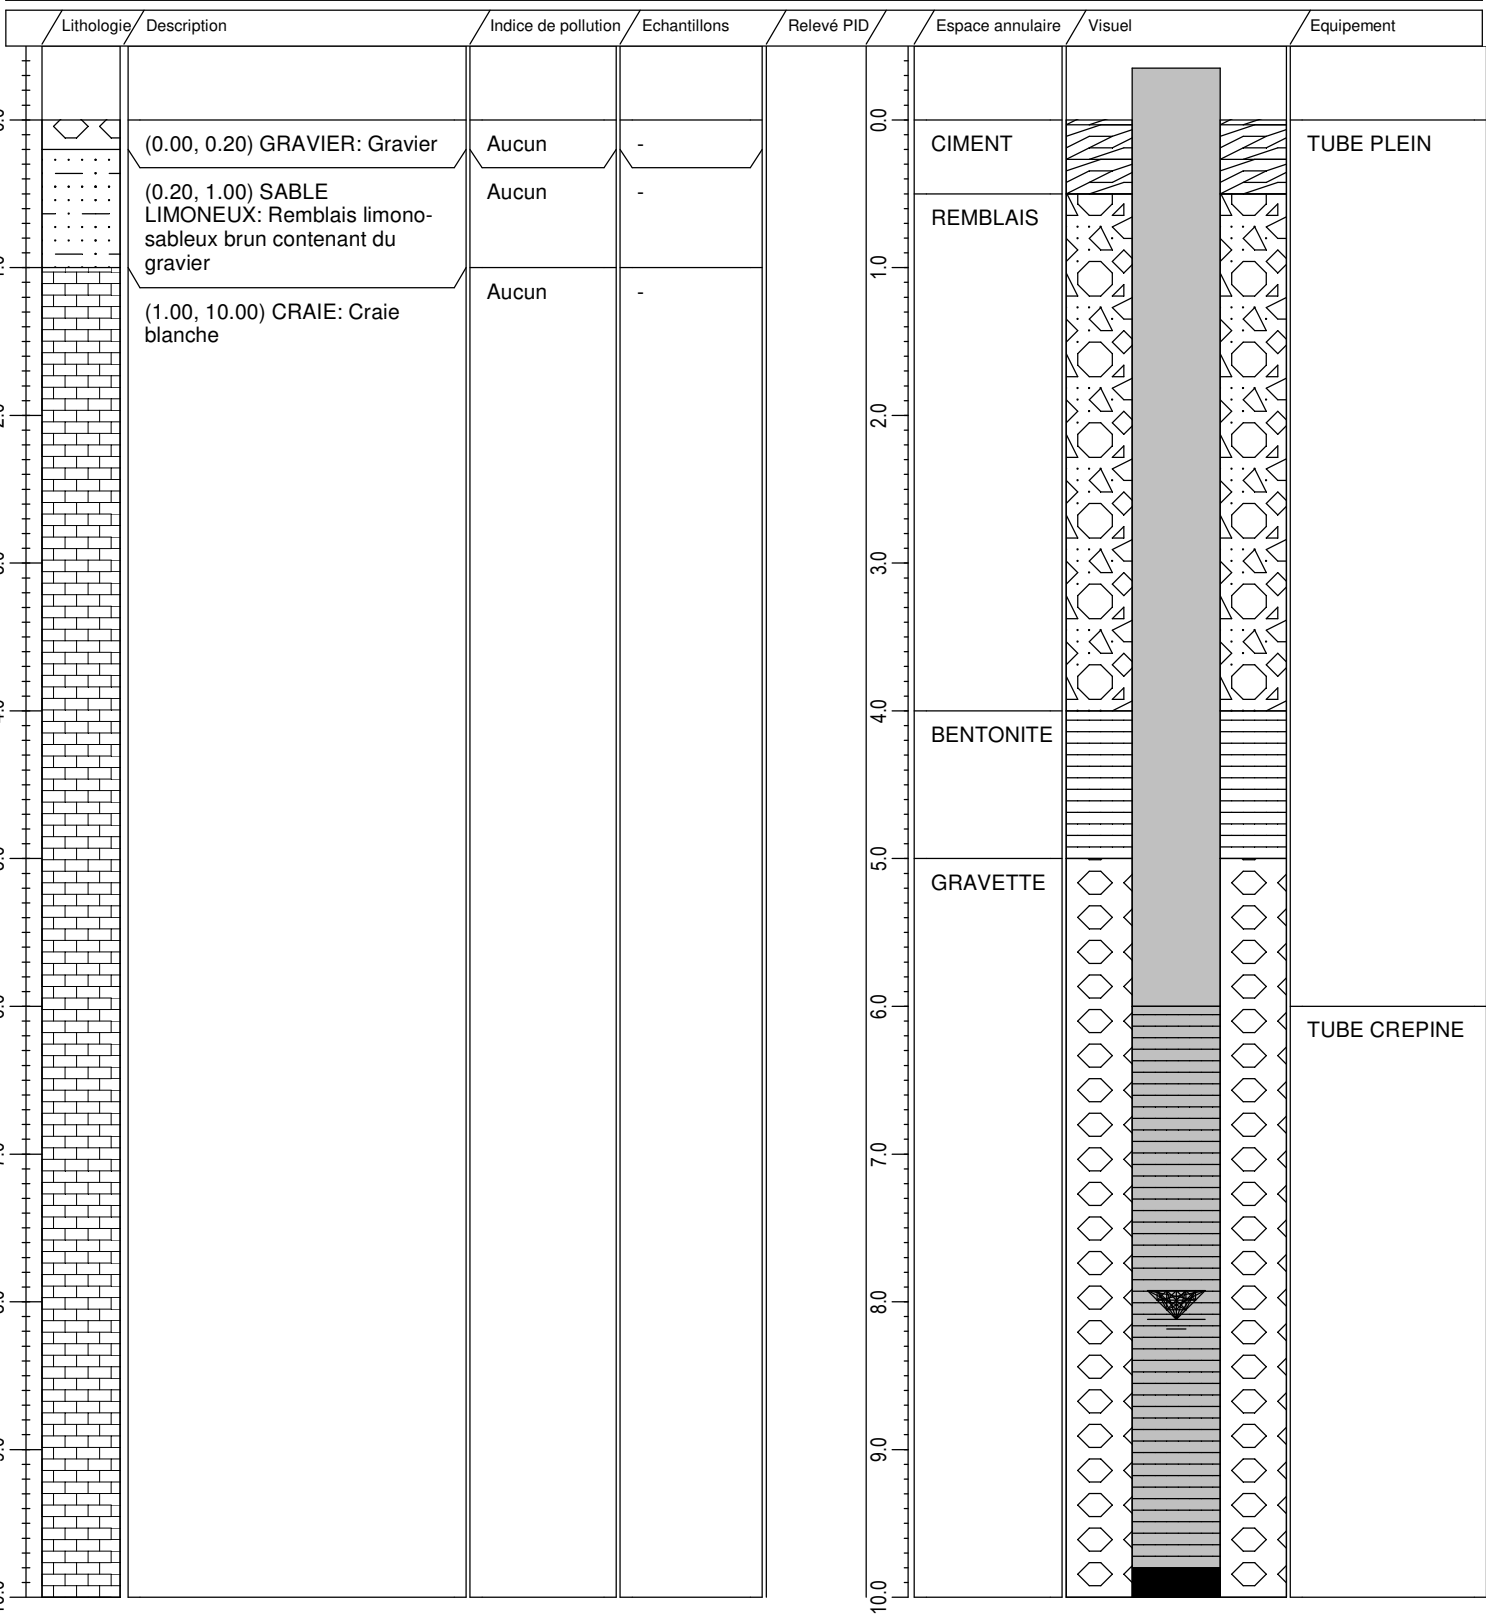 Lithologie Description Indice de pollution Echantillons Relevé PID Espace annulaire Visuel Equipement
0.0
(0.00, 0.20) GRAVIER: Gravier Aucun -
(0.20, 1.00) SABLE
LIMONEUX: Remblais limono-
sableux brun contenant du
gravier
Aucun -
(1.00, 10.00) CRAIE: Craie
blanche
Aucun -
0.0
1.0
2.0
3.0
4.0
5.0
6.0
7.0
8.0
9.0
10.0
CIMENT
REMBLAIS
BENTONITE
GRAVETTE
TUBE PLEIN
TUBE CREPINE